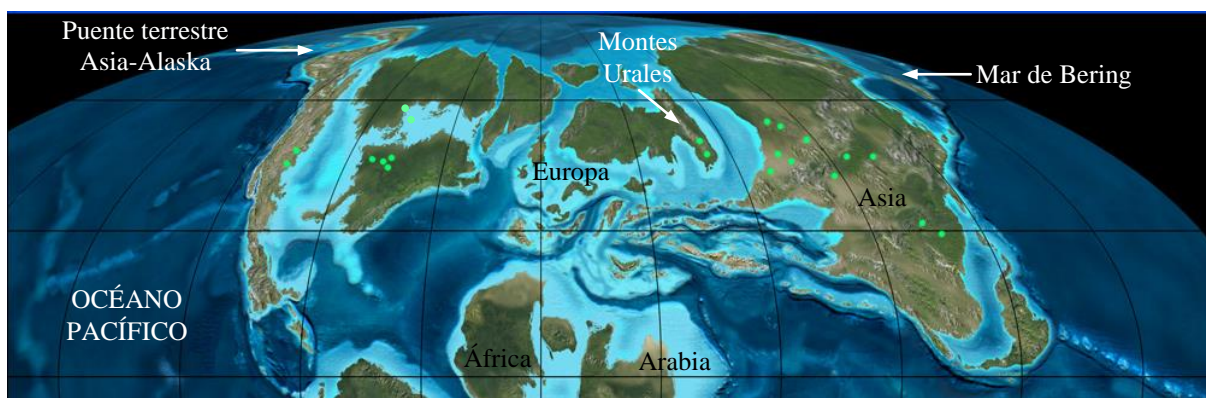 Puente terrestre
Asia-Alaska
Montes
Urales
Mar de Bering
Europa
Asia
OCÉANO
PACÍFICO
África
Arabia